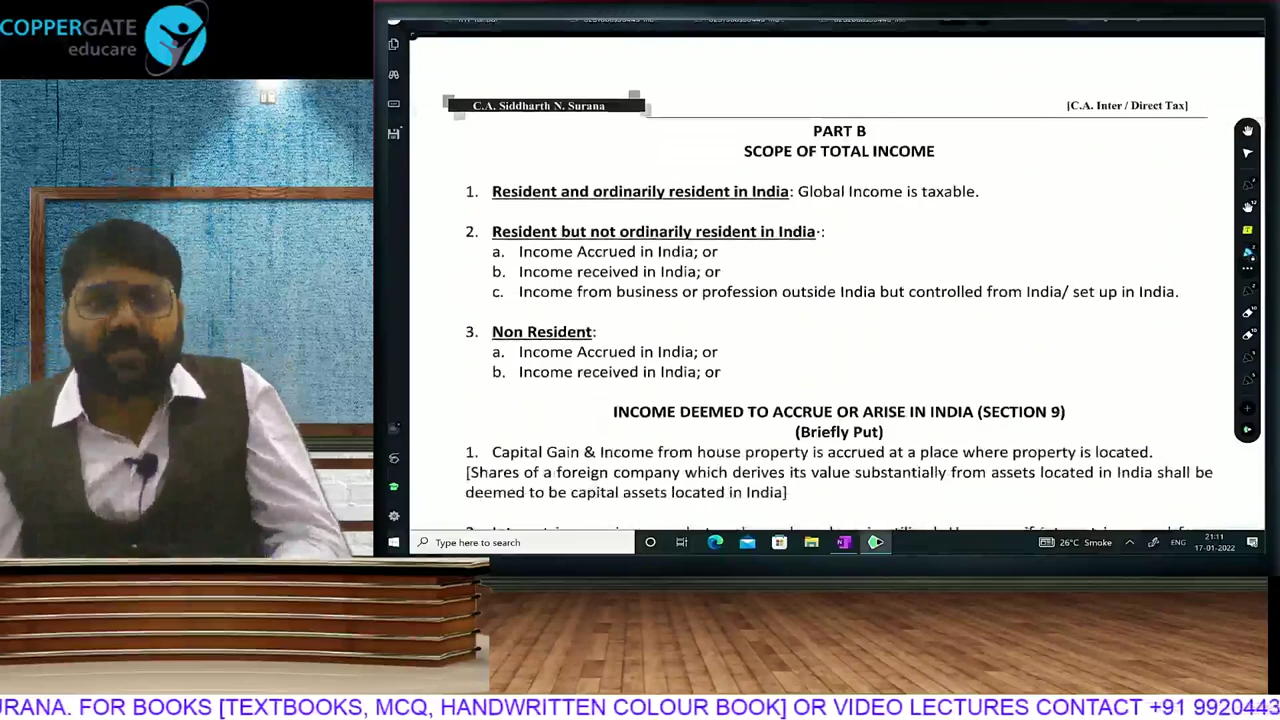 COPPERGATE
educare
C.A. Siddharth N. Surana
[C.A. Inter / Direct Tax]
PART B
SCOPE OF TOTAL INCOME
1. Resident and ordinarily resident in India: Global Income is taxable.
2. Resident but not ordinarily resident in India-:
a. Income Accrued in India; or
b. Income received in India; or
c. Income from business or profession outside India but controlled from India/ set up in India.
3. Non Resident:
a. Income Accrued in India; or
b. Income received in India; or
INCOME DEEMED TO ACCRUE OR ARISE IN INDIA (SECTION 9)
(Briefly Put)
1. Capital Gain & Income from house property is accrued at a place where property is located.
[Shares of a foreign company which derives its value substantially from assets located in India shall be
deemed to be capital assets located in India]
Type here to search
26°C Smoke
ENG
21:11
17-01-2022
URANA. FOR BOOKS [TEXTBOOKS, MCQ, HANDWRITTEN COLOUR BOOK] OR VIDEO LECTURES CONTACT +91 9920443